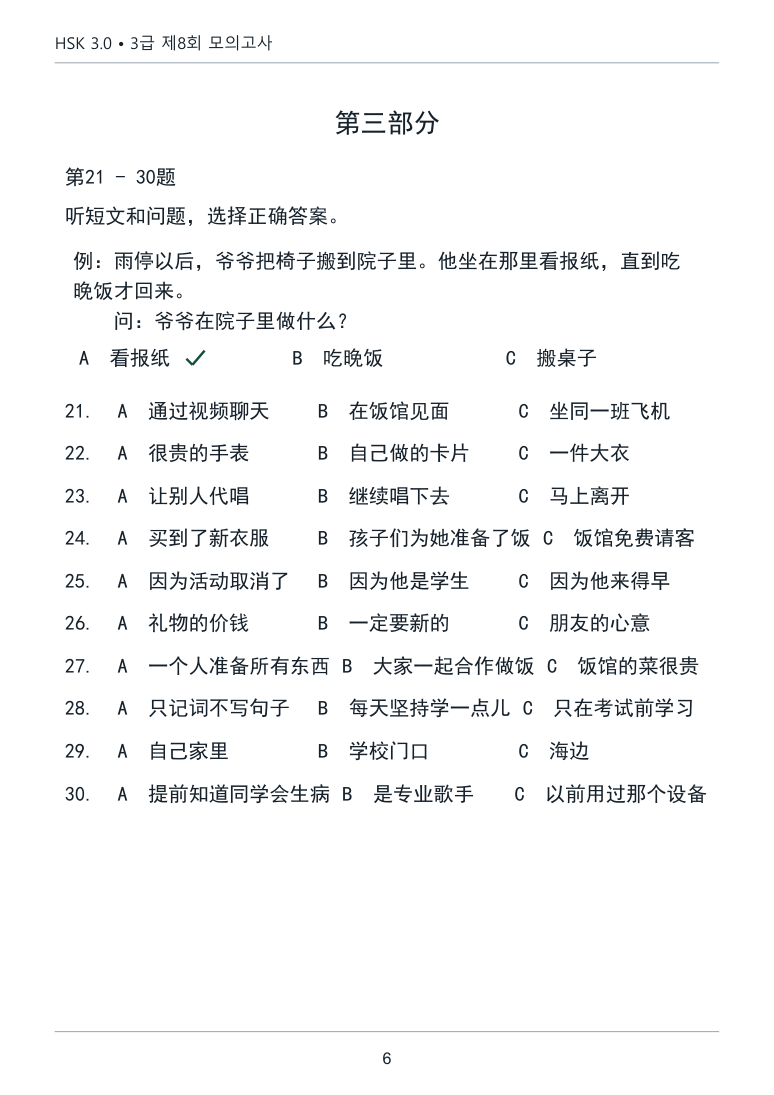 HSK 3.0 • 3급 제8회 모의고사
第三部分
第21 － 30题
听短文和问题，选择正确答案。
例：雨停以后，爷爷把椅子搬到院子里。他坐在那里看报纸，直到吃
晚饭才回来。
问：爷爷在院子里做什么？
A 看报纸 ✓ B 吃晚饭 C 搬桌子
21. A 通过视频聊天 B 在饭馆见面 C 坐同一班飞机
22. A 很贵的手表 B 自己做的卡片 C 一件大衣
23. A 让别人代唱 B 继续唱下去 C 马上离开
24. A 买到了新衣服 B 孩子们为她准备了饭 C 饭馆免费请客
25. A 因为活动取消了 B 因为他是学生 C 因为他来得早
26. A 礼物的价钱 B 一定要新的 C 朋友的心意
27. A 一个人准备所有东西 B 大家一起合作做饭 C 饭馆的菜很贵
28. A 只记词不写句子 B 每天坚持学一点儿 C 只在考试前学习
29. A 自己家里 B 学校门口 C 海边
30. A 提前知道同学会生病 B 是专业歌手 C 以前用过那个设备
6